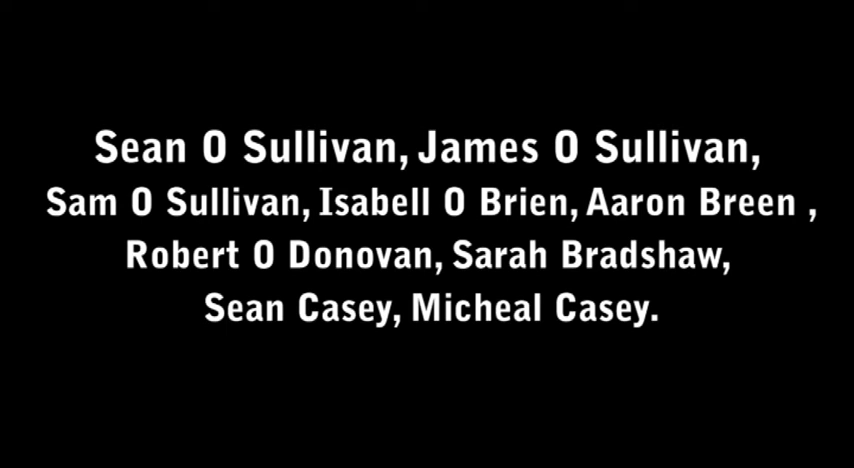 Sean O Sullivan, James O Sullivan,
Sam O Sullivan, Isabell O Brien, Aaron Breen ,
Robert O Donovan, Sarah Bradshaw,
Sean Casey, Micheal Casey.